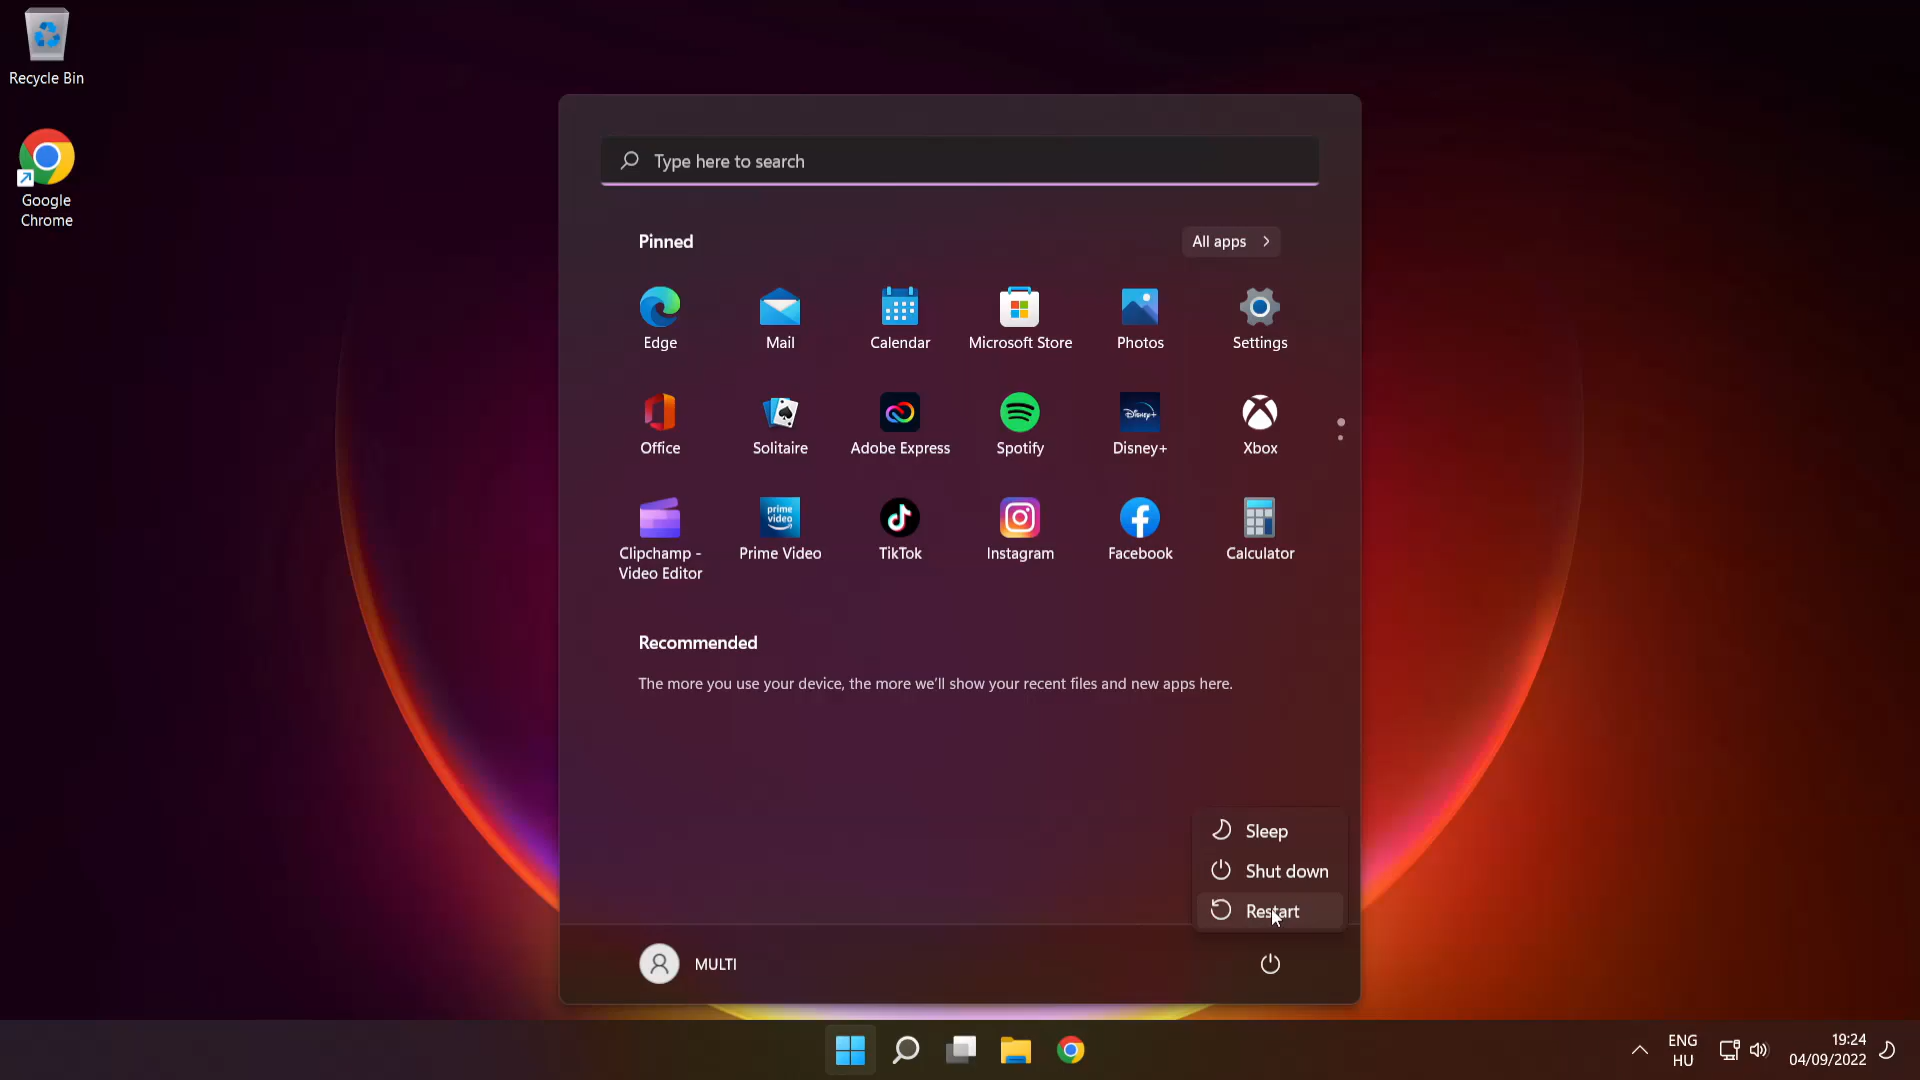 Recycle Bin
Google
Chrome
Type here to search
Pinned
All apps
Edge
Mail
Calendar
Microsoft Store
Photos
Settings
Office
Solitaire
Adobe Express
Spotify
Disney+
Disney+
Xbox
prime
video
Clipchamp -
Video Editor
Prime Video
TikTok
Instagram
Facebook
Calculator
Recommended
The more you use your device, the more we'll show your recent files and new apps here.
Sleep
Shut down
Restart
MULTI
ENG
HU
19:24
04/09/2022